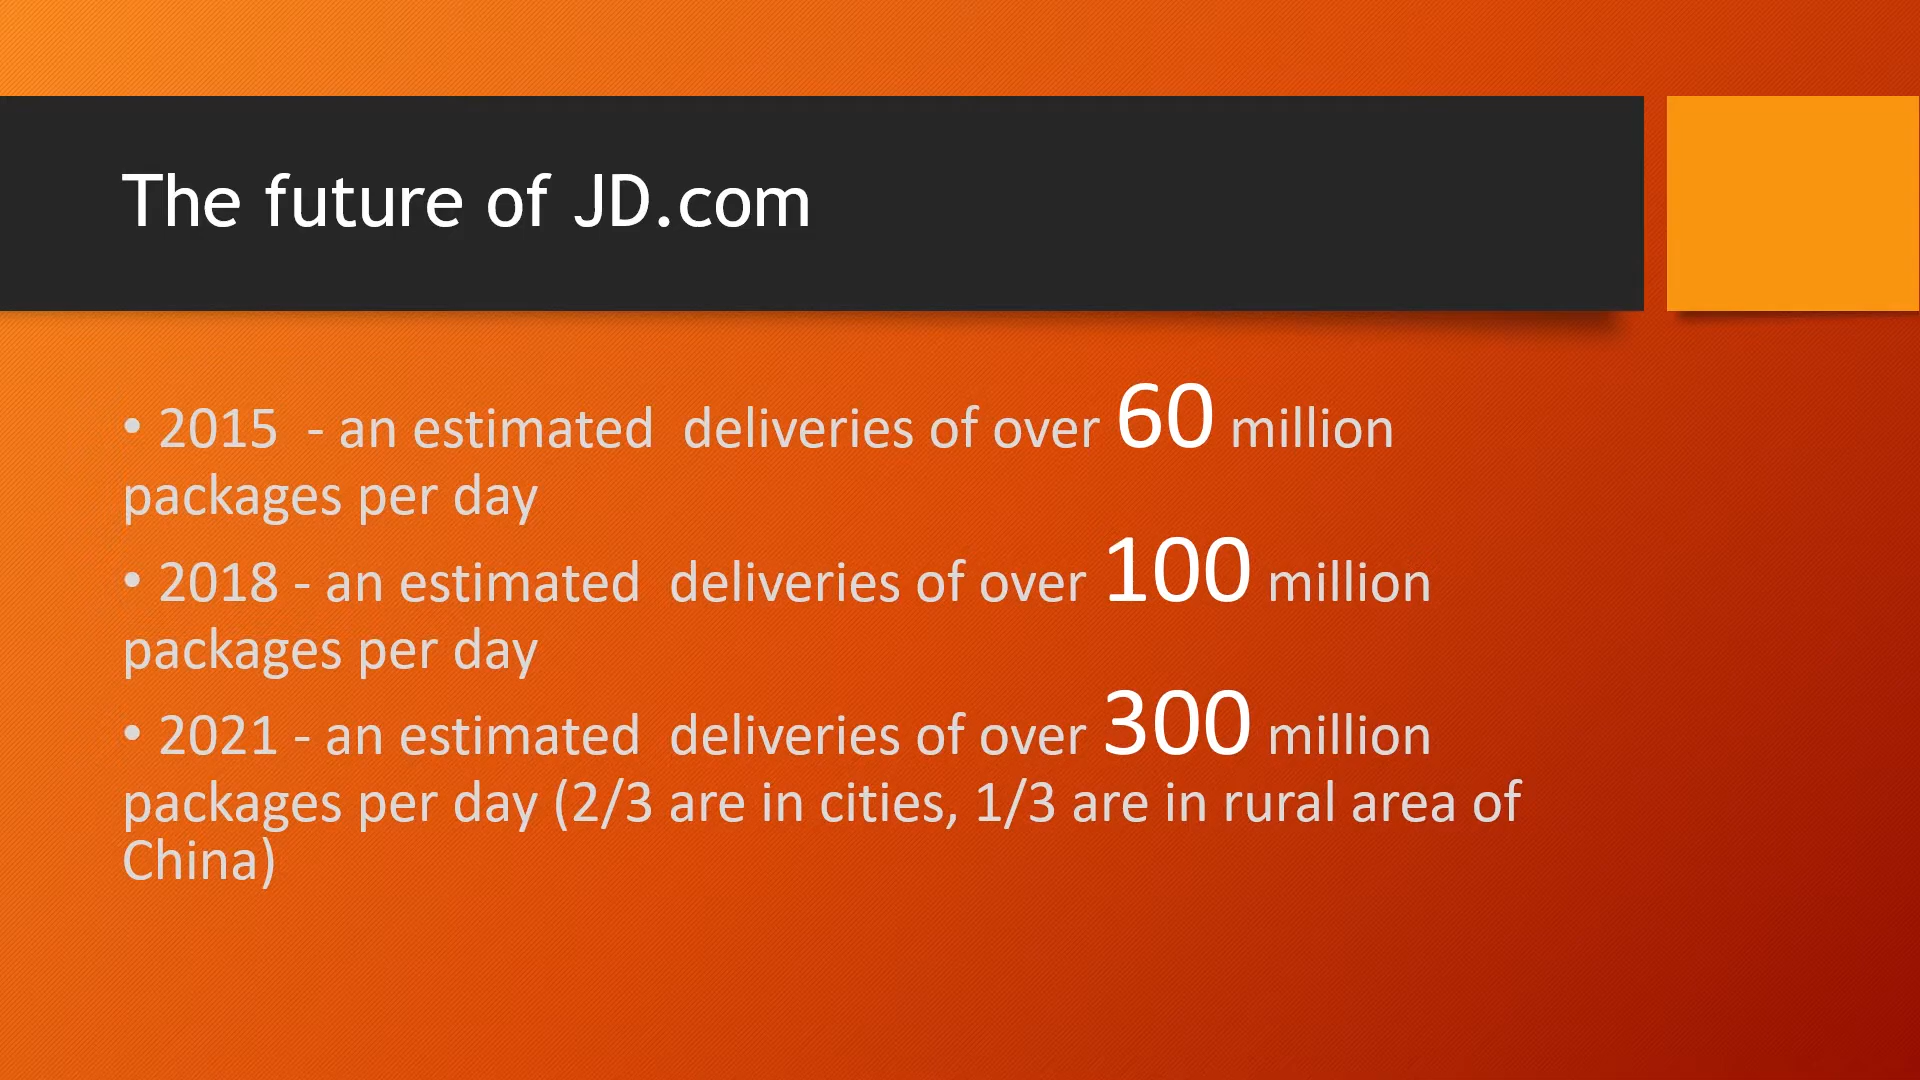 The future of JD.com
• 2015  - an estimated  deliveries of over 60 million
packages per day
• 2018 - an estimated  deliveries of over 100 million
packages per day
• 2021 - an estimated  deliveries of over 300 million
packages per day (2/3 are in cities, 1/3 are in rural area of
China)